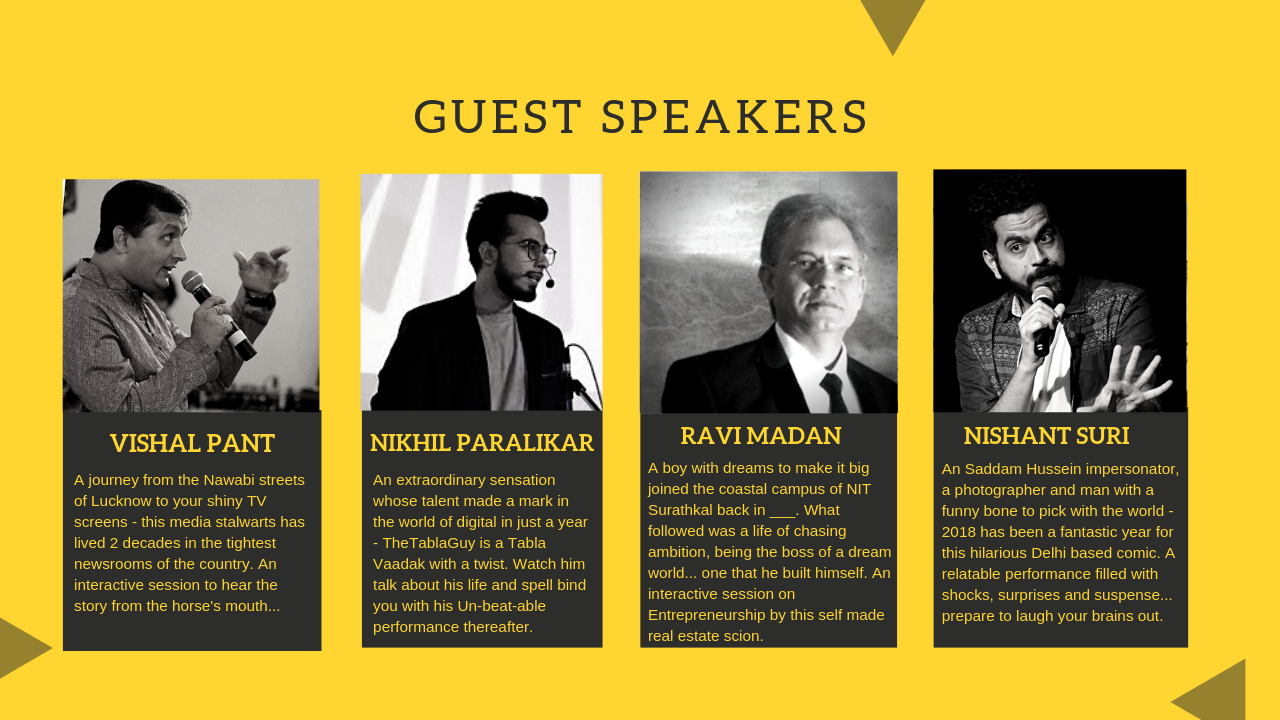 GUEST SPEAKERS
VISHAL PANT
A journey from the Nawabi streets
of Lucknow to your shiny TV
screens - this media stalwarts has
lived 2 decades in the tightest
newsrooms of the country. An
interactive session to hear the
story from the horse's mouth...
NIKHIL PARALIKAR
An extraordinary sensation
whose talent made a mark in
the world of digital in just a year
- TheTablaGuy is a Tabla
Vaadak with a twist. Watch him
talk about his life and spell bind
you with his Un-beat-able
performance thereafter.
RAVI MADAN
A boy with dreams to make it big
joined the coastal campus of NIT
Surathkal back in ___. What
followed was a life of chasing
ambition, being the boss of a dream
world... one that he built himself. An
interactive session on
Entrepreneurship by this self made
real estate scion.
NISHANT SURI
An Saddam Hussein impersonator,
a photographer and man with a
funny bone to pick with the world -
2018 has been a fantastic year for
this hilarious Delhi based comic. A
relatable performance filled with
shocks, surprises and suspense...
prepare to laugh your brains out.